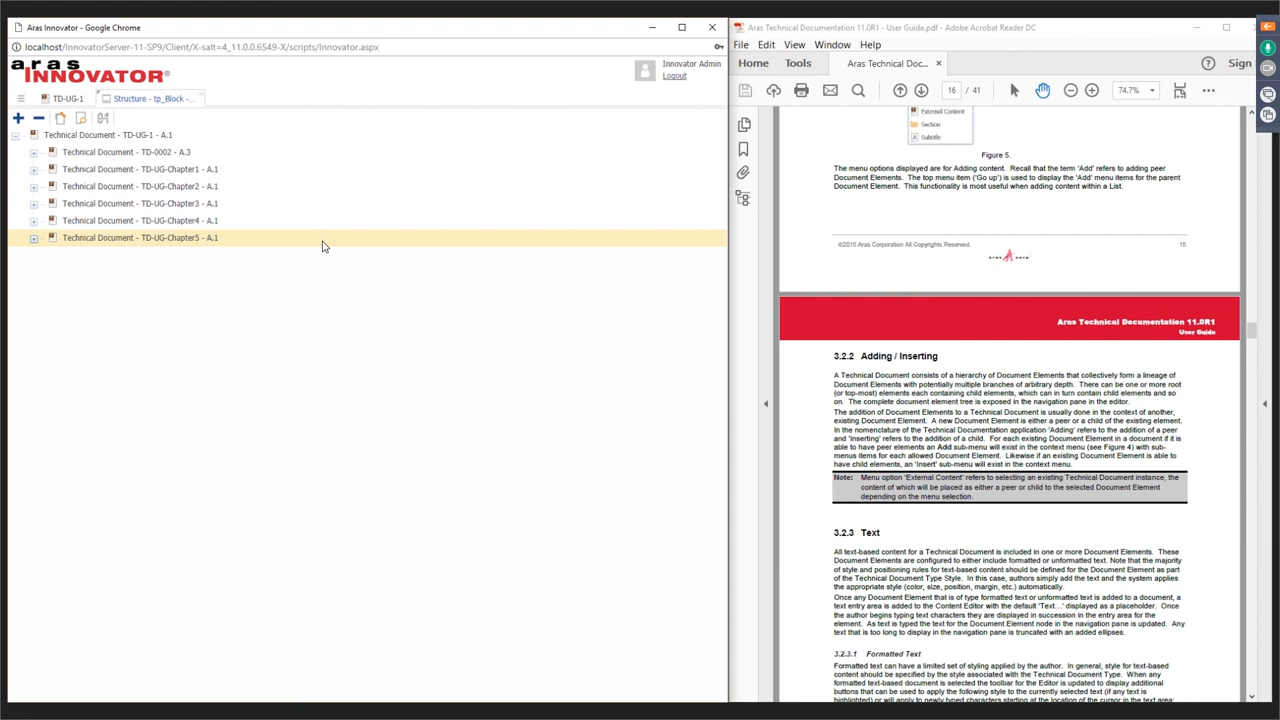 Aras Innovator - Google Chrome
localhost/InnovatorServer-11-SP9/Client/X-salt=4_11.0.0.6549-X/scripts/Innovator.aspx
aras
INNOVATOR®
Innovator Admin
Logout
TD-UG-1
Structure - tp_Block -...
Technical Document - TD-UG-1 - A.1
Technical Document - TD-0002 - A.3
Technical Document - TD-UG-Chapter1 - A.1
Technical Document - TD-UG-Chapter2 - A.1
Technical Document - TD-UG-Chapter3 - A.1
Technical Document - TD-UG-Chapter4 - A.1
Technical Document - TD-UG-Chapter5 - A.1
Aras Technical Documentation 11.0R1 - User Guide.pdf - Adobe Acrobat Reader DC
File Edit View Window Help
Home Tools Aras Technical Doc... × Sign
16 / 41 74.7%
External Content
Section
Subtitle
Figure 5.
The menu options displayed are for Adding content. Recall that the term 'Add' refers to adding peer
Document Elements. The top menu item ('Go up') is used to display the 'Add' menu items for the parent
Document Element. This functionality is most useful when adding content within a List.
©2015 Aras Corporation All Copyrights Reserved. 15
Aras Technical Documentation 11.0R1
User Guide
3.2.2 Adding / Inserting
A Technical Document consists of a hierarchy of Document Elements that collectively form a lineage of
Document Elements with potentially multiple branches of arbitrary depth. There can be one or more root
(or top-most) elements each containing child elements, which can in turn contain child elements and so
on. The complete document element tree is exposed in the navigation pane in the editor.
The addition of Document Elements to a Technical Document is usually done in the context of another,
existing Document Element. A new Document Element is either a peer or a child of the existing element.
In the nomenclature of the Technical Documentation application 'Adding' refers to the addition of a peer
and 'Inserting' refers to the addition of a child. For each existing Document Element in a document if it is
able to have peer elements an Add sub-menu will exist in the context menu (see Figure 4) with sub-
menus items for each allowed Document Element. Likewise if an existing Document Element is able to
have child elements, an 'Insert' sub-menu will exist in the context menu.
Note: Menu option 'External Content' refers to selecting an existing Technical Document instance, the
content of which will be placed as either a peer or child to the selected Document Element
depending on the menu selection.
3.2.3 Text
All text-based content for a Technical Document is included in one or more Document Elements. These
Document Elements are configured to either include formatted or unformatted text. Note that the majority
of style and positioning rules for text-based content should be defined for the Document Element as part
of the Technical Document Type Style. In this case, authors simply add the text and the system applies
the appropriate style (color, size, position, margin, etc.) automatically.
Once any Document Element that is of type formatted text or unformatted text is added to a document, a
text entry area is added to the Content Editor with the default 'Text…' displayed as a placeholder. Once
the author begins typing text characters they are displayed in succession in the entry area for the
element. As text is typed the text for the Document Element node in the navigation pane is updated. Any
text that is too long to display in the navigation pane is truncated with an added ellipses.
3.2.3.1 Formatted Text
Formatted text can have a limited set of styling applied by the author. In general, style for text-based
content should be specified by the style associated with the Technical Document Type. When any
formatted text-based document is selected the toolbar for the Editor is updated to display additional
buttons that can be used to apply the following style to the currently selected text (if any text is
highlighted) or will apply to newly typed characters starting at the location of the cursor in the text area: